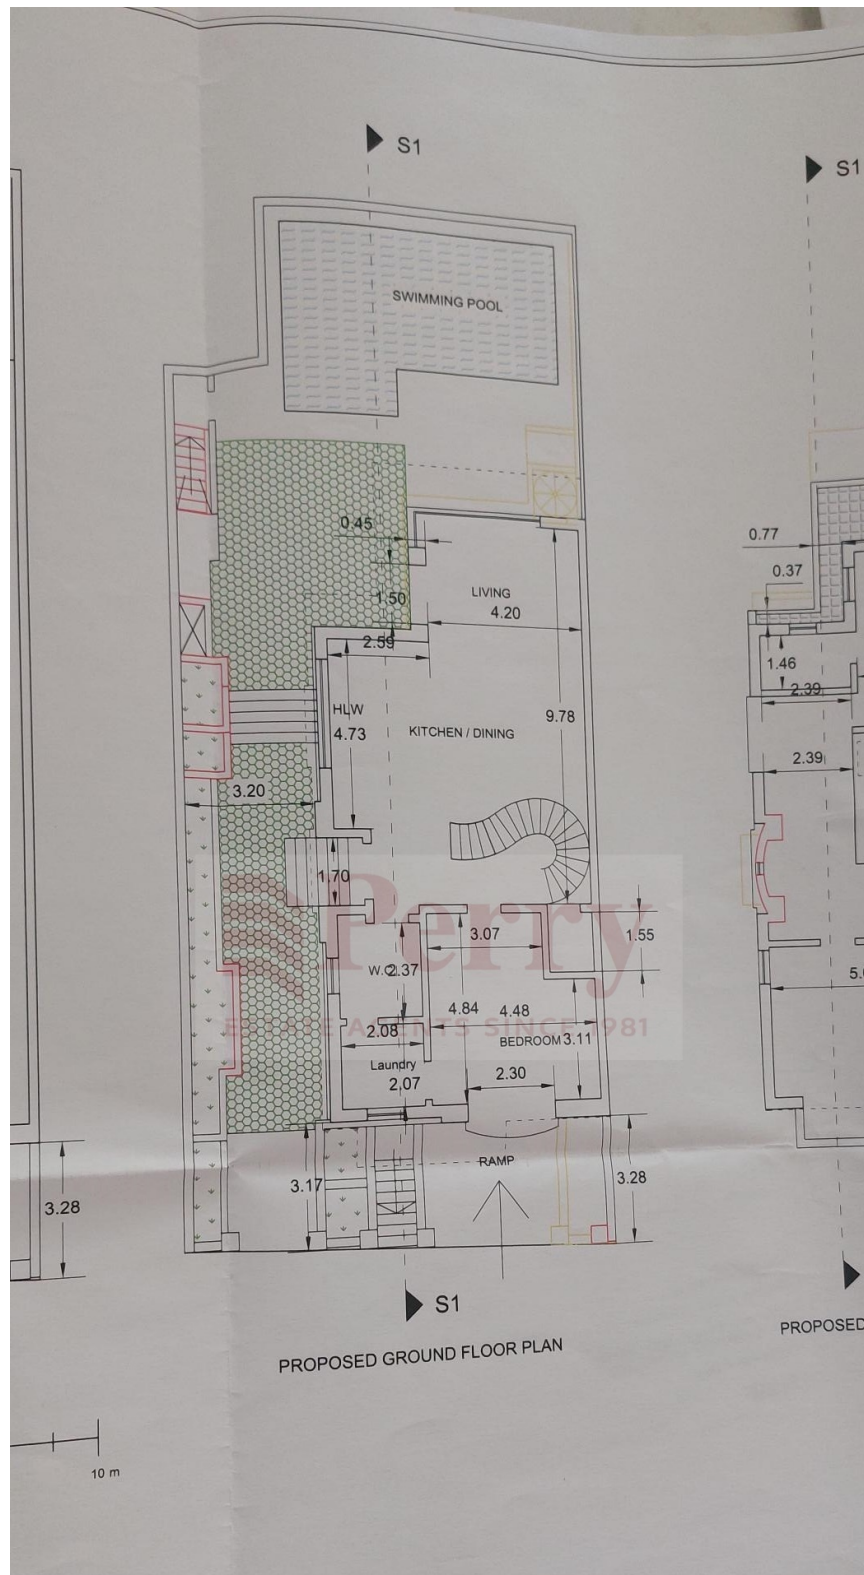 S1
S1
SWIMMING POOL
0.45
0.77
0.37
1.50
LIVING
4.20
2.59
1.46
2.39
HLW
4.73
9.78
KITCHEN / DINING
2.39
3.20
1.70
Perry
ESTATE AGENTS SINCE 1981
3.07
1.55
W.C.
2.37
4.84
4.48
5.0
2.08
BEDROOM
3.11
Laundry
2.30
2.07
RAMP
3.17
3.28
3.28
S1
PROPOSED GROUND FLOOR PLAN
PROPOSED
10 m